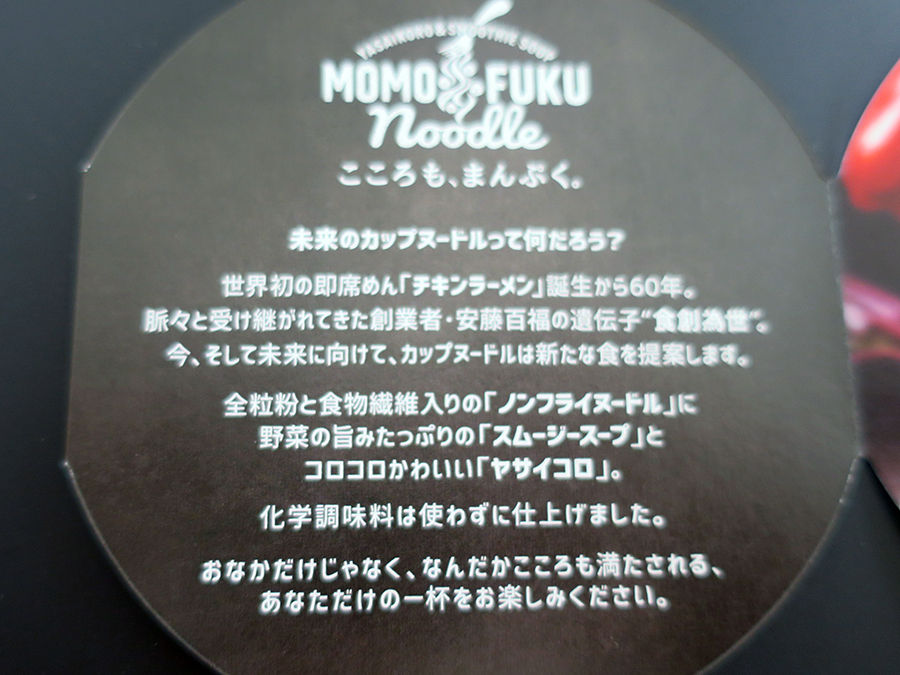 YASAIKORO & SMOOTHIE SOUP
MOMOFUKU
Noodle
こころも、まんぷく。
未来のカップヌードルって何だろう?
世界初の即席めん「チキンラーメン」誕生から60年。
脈々と受け継がれてきた創業者・安藤百福の遺伝子“食創為世”。
今、そして未来に向けて、カップヌードルは新たな食を提案します。
全粒粉と食物繊維入りの「ノンフライヌードル」に
野菜の旨みたっぷりの「スムージースープ」と
コロコロかわいい「ヤサイコロ」。
化学調味料は使わずに仕上げました。
おなかだけじゃなく、なんだかこころも満たされる、
あなただけの一杯をお楽しみください。